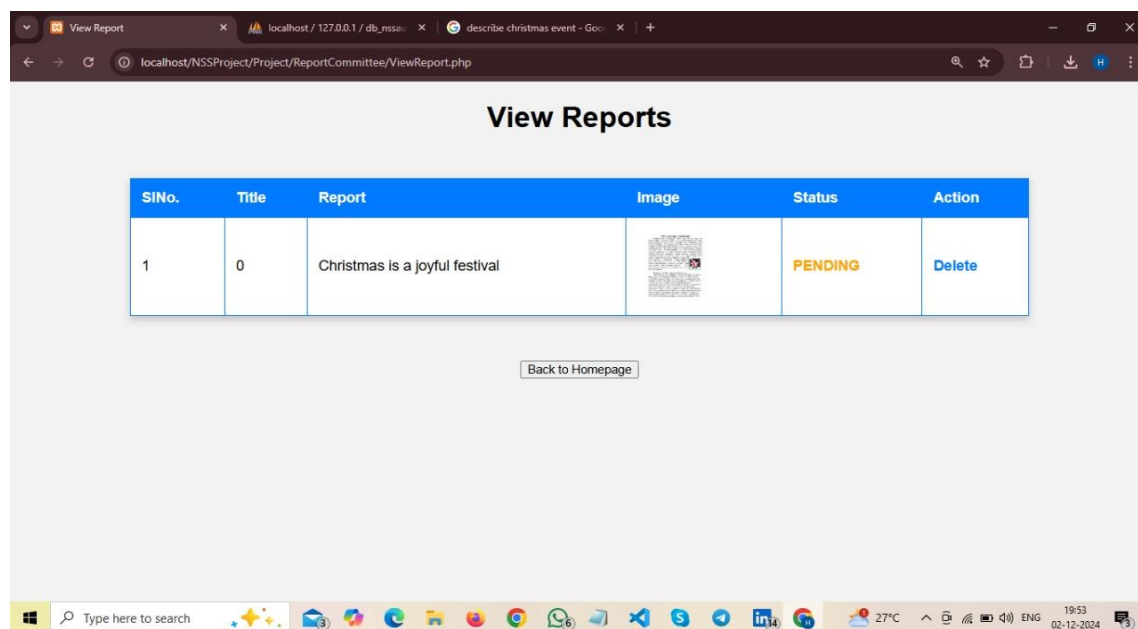 View Report
localhost / 127.0.0.1 / db_nssau
describe christmas event - Goo
localhost/NSSProject/Project/ReportCommittee/ViewReport.php
H
View Reports
SlNo. Title Report Image Status Action
1 0 Christmas is a joyful festival PENDING Delete
Back to Homepage
Type here to search
27°C
ENG
19:53
02-12-2024